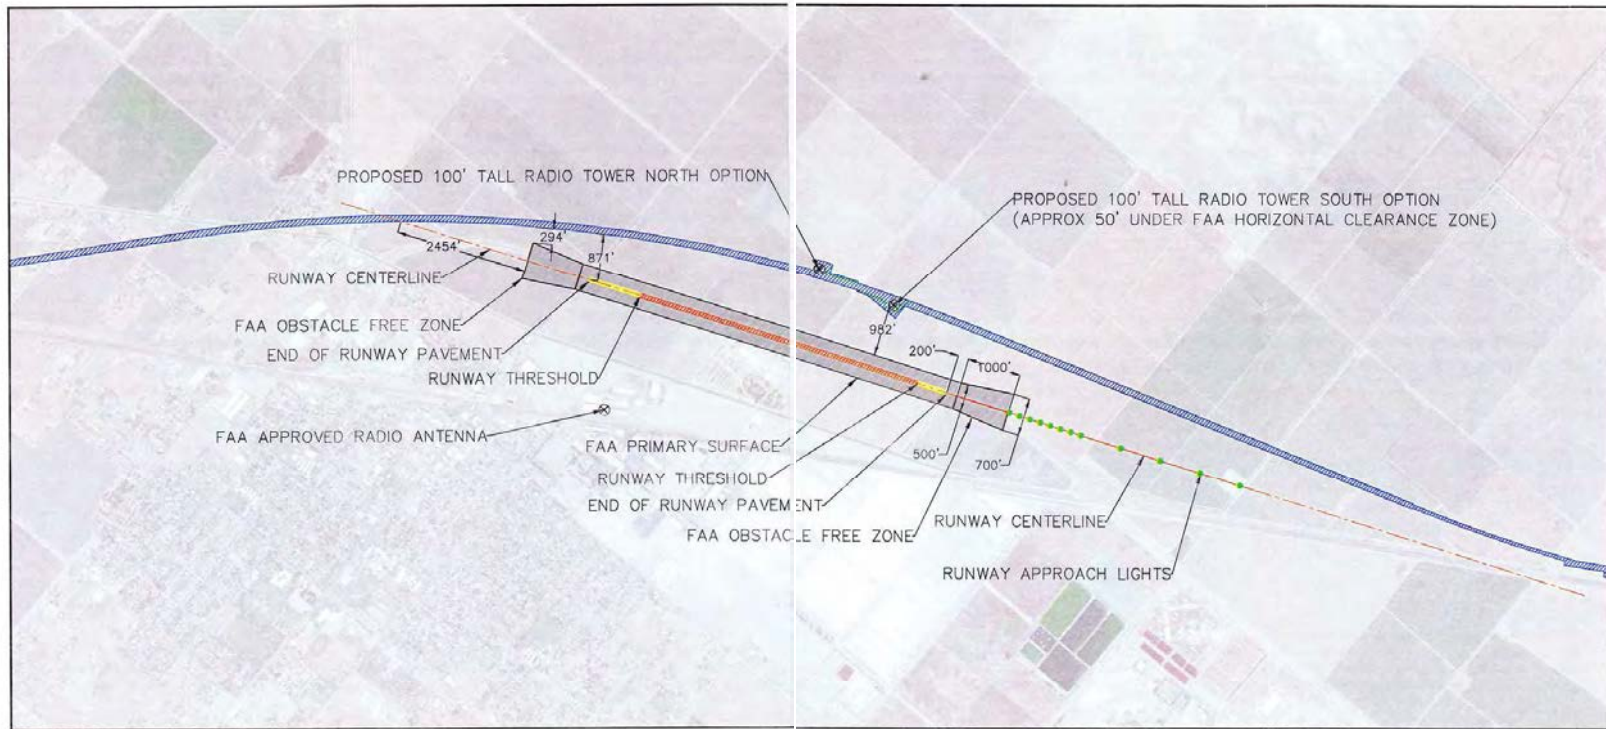 PROPOSED 100' TALL RADIO TOWER NORTH OPTION
PROPOSED 100' TALL RADIO TOWER SOUTH OPTION
(APPROX 50' UNDER FAA HORIZONTAL CLEARANCE ZONE)
2454'
294'
871'
RUNWAY CENTERLINE
FAA OBSTACLE FREE ZONE
END OF RUNWAY PAVEMENT
RUNWAY THRESHOLD
982'
200'
1000'
FAA APPROVED RADIO ANTENNA
FAA PRIMARY SURFACE
500'
700'
RUNWAY THRESHOLD
END OF RUNWAY PAVEMENT
FAA OBSTACLE FREE ZONE
RUNWAY CENTERLINE
RUNWAY APPROACH LIGHTS